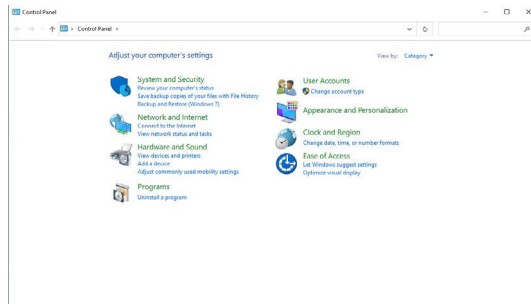 Control Panel
Control Panel
Adjust your computer's settings
View by: Category
System and Security
Review your computer's status
Save backup copies of your files with File History
Backup and Restore (Windows 7)
Network and Internet
Connect to the Internet
View network status and tasks
Hardware and Sound
View devices and printers
Add a device
Adjust commonly used mobility settings
Programs
Uninstall a program
User Accounts
Change account type
Appearance and Personalization
Clock and Region
Change date, time, or number formats
Ease of Access
Let Windows suggest settings
Optimize visual display